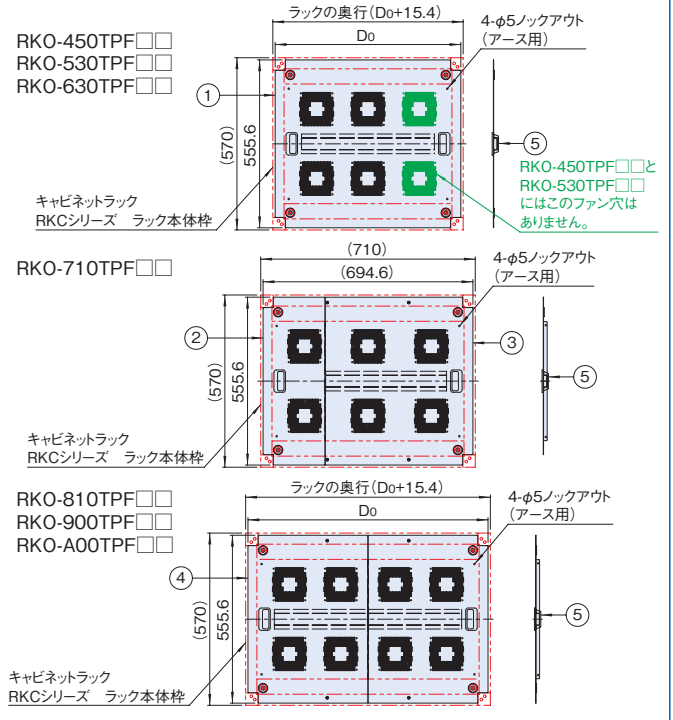 RKO-450TPF□□
RKO-530TPF□□
RKO-630TPF□□
ラックの奥行(D0+15.4)
D0
4-φ5ノックアウト
(アース用)
①
(570)
555.6
⑤
キャビネットラック
RKCシリーズ ラック本体枠
RKO-450TPF□□と
RKO-530TPF□□
にはこのファン穴は
ありません。
RKO-710TPF□□
(710)
(694.6)
4-φ5ノックアウト
(アース用)
②
③
(570)
555.6
⑤
キャビネットラック
RKCシリーズ ラック本体枠
RKO-810TPF□□
RKO-900TPF□□
RKO-A00TPF□□
ラックの奥行(D0+15.4)
D0
4-φ5ノックアウト
(アース用)
④
(570)
555.6
⑤
キャビネットラック
RKCシリーズ ラック本体枠